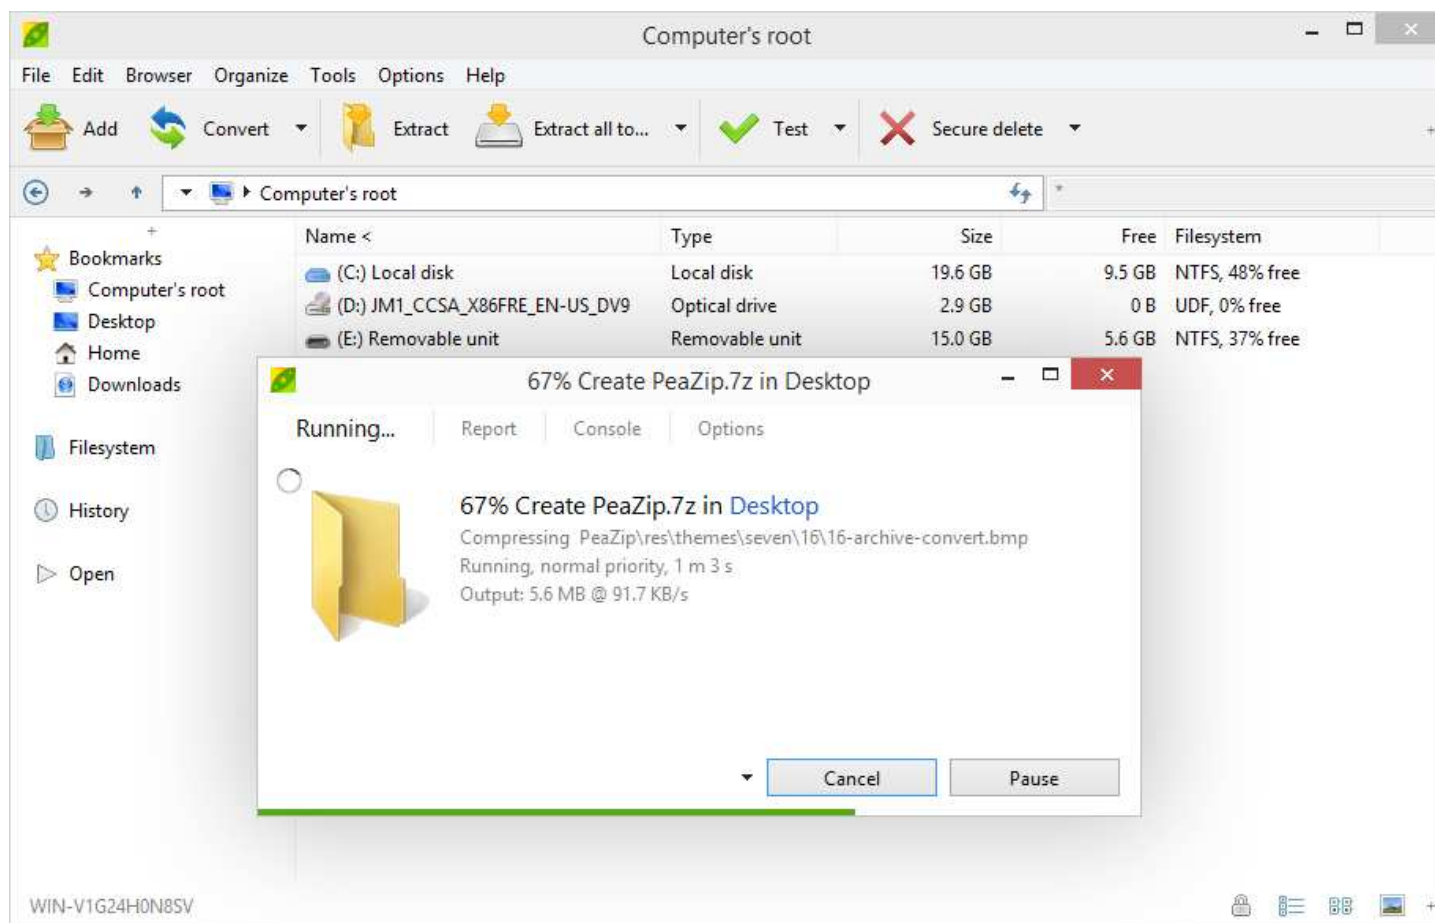 Computer's root
File Edit Browser Organize Tools Options Help
Add Convert Extract Extract all to... Test Secure delete +
Computer's root *
+
Bookmarks
Computer's root
Desktop
Home
Downloads
Filesystem
History
Open
Name < Type Size Free Filesystem
(C:) Local disk Local disk 19.6 GB 9.5 GB NTFS, 48% free
(D:) JM1_CCSA_X86FRE_EN-US_DV9 Optical drive 2.9 GB 0 B UDF, 0% free
(E:) Removable unit Removable unit 15.0 GB 5.6 GB NTFS, 37% free
67% Create PeaZip.7z in Desktop
Running... Report Console Options
67% Create PeaZip.7z in Desktop
Compressing PeaZip\res\themes\seven\16\16-archive-convert.bmp
Running, normal priority, 1 m 3 s
Output: 5.6 MB @ 91.7 KB/s
Cancel Pause
WIN-V1G24H0N8SV +